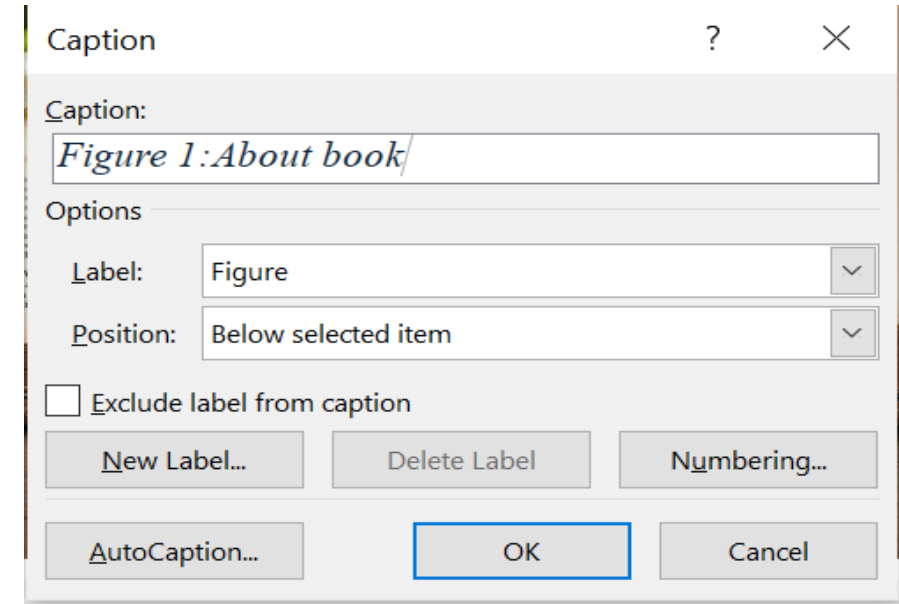 Caption ?
Caption:
Figure 1:About book
Options
Label: Figure
Position: Below selected item
Exclude label from caption
New Label... Delete Label Numbering...
AutoCaption... OK Cancel